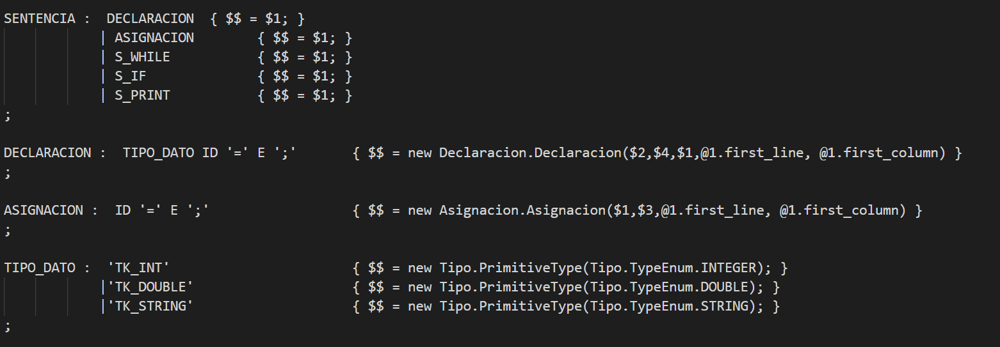 SENTENCIA :  DECLARACION  { $$ = $1; }
            | ASIGNACION        { $$ = $1; }
            | S_WHILE           { $$ = $1; }
            | S_IF              { $$ = $1; }
            | S_PRINT           { $$ = $1; }
;
DECLARACION :  TIPO_DATO ID '=' E ';'       { $$ = new Declaracion.Declaracion($2,$4,$1,@1.first_line, @1.first_column) }
;
ASIGNACION :  ID '=' E ';'                  { $$ = new Asignacion.Asignacion($1,$3,@1.first_line, @1.first_column) }
;
TIPO_DATO :  'TK_INT'                       { $$ = new Tipo.PrimitiveType(Tipo.TypeEnum.INTEGER); }
            |'TK_DOUBLE'                    { $$ = new Tipo.PrimitiveType(Tipo.TypeEnum.DOUBLE); }
            |'TK_STRING'                    { $$ = new Tipo.PrimitiveType(Tipo.TypeEnum.STRING); }
;